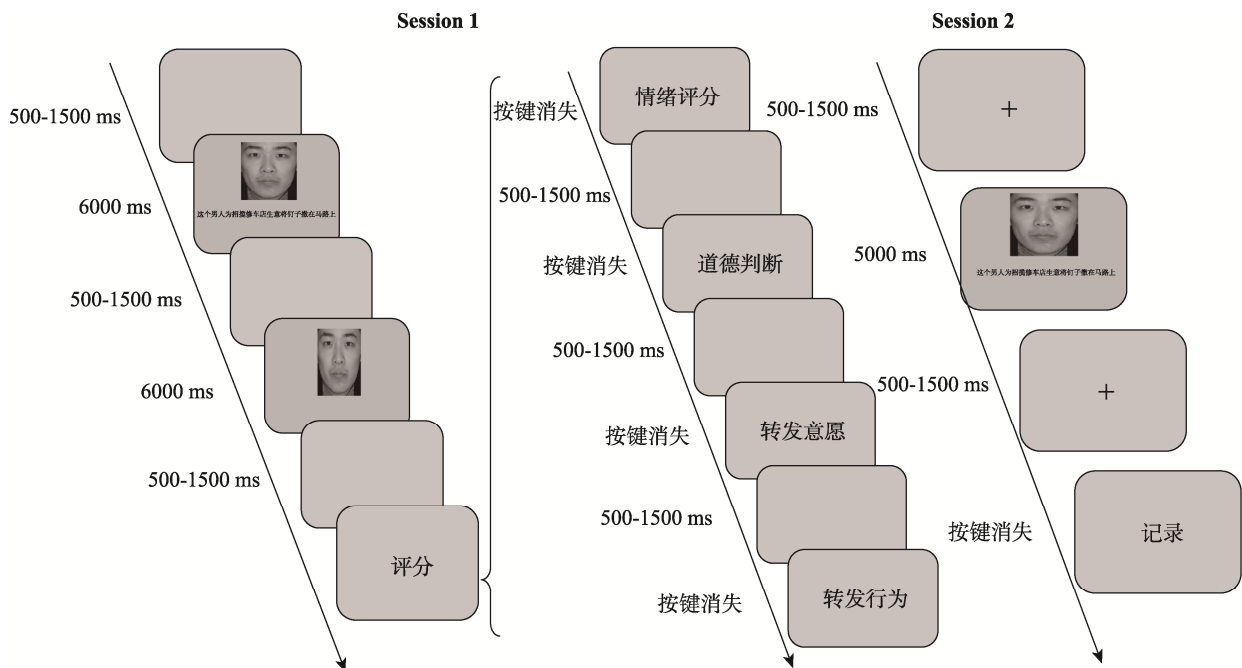 Session 1
500-1500 ms
6000 ms
这个男人为招揽修车店生意将钉子撒在马路上
500-1500 ms
6000 ms
500-1500 ms
评分
按键消失
情绪评分
500-1500 ms
按键消失
道德判断
500-1500 ms
按键消失
转发意愿
500-1500 ms
按键消失
转发行为
Session 2
500-1500 ms
+
5000 ms
这个男人为招揽修车店生意将钉子撒在马路上
500-1500 ms
+
按键消失
记录